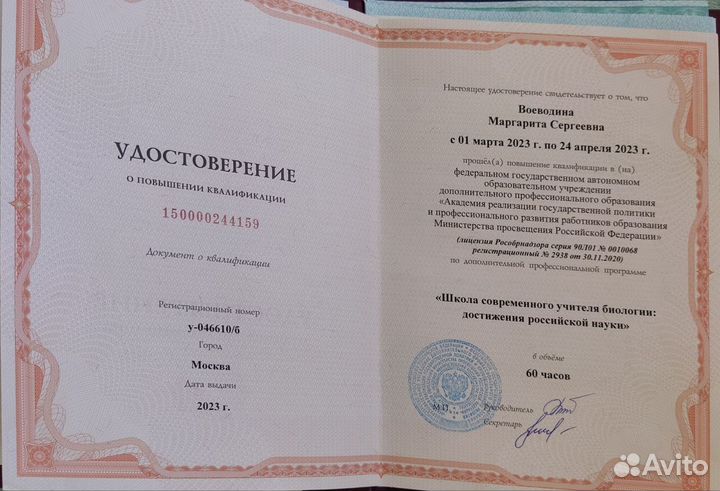 УДОСТОВЕРЕНИЕ
О ПОВЫШЕНИИ КВАЛИФИКАЦИИ
150000244159
Документ о квалификации
Регистрационный номер
у-046610/б
Город
Москва
Дата выдачи
2023 г.
Настоящее удостоверение свидетельствует о том, что
Воеводина
Маргарита Сергеевна
с 01 марта 2023 г. по 24 апреля 2023 г.
прошёл(а) повышение квалификации в (на)
федеральном государственном автономном
образовательном учреждении
дополнительного профессионального образования
«Академия реализации государственной политики
и профессионального развития работников образования
Министерства просвещения Российской Федерации»
(лицензия Рособрнадзора серия 90Л01 № 0010068
регистрационный № 2938 от 30.11.2020)
по дополнительной профессиональной программе
«Школа современного учителя биологии:
достижения российской науки»
в объёме
60 часов
М.П.
Руководитель
Секретарь
Avito